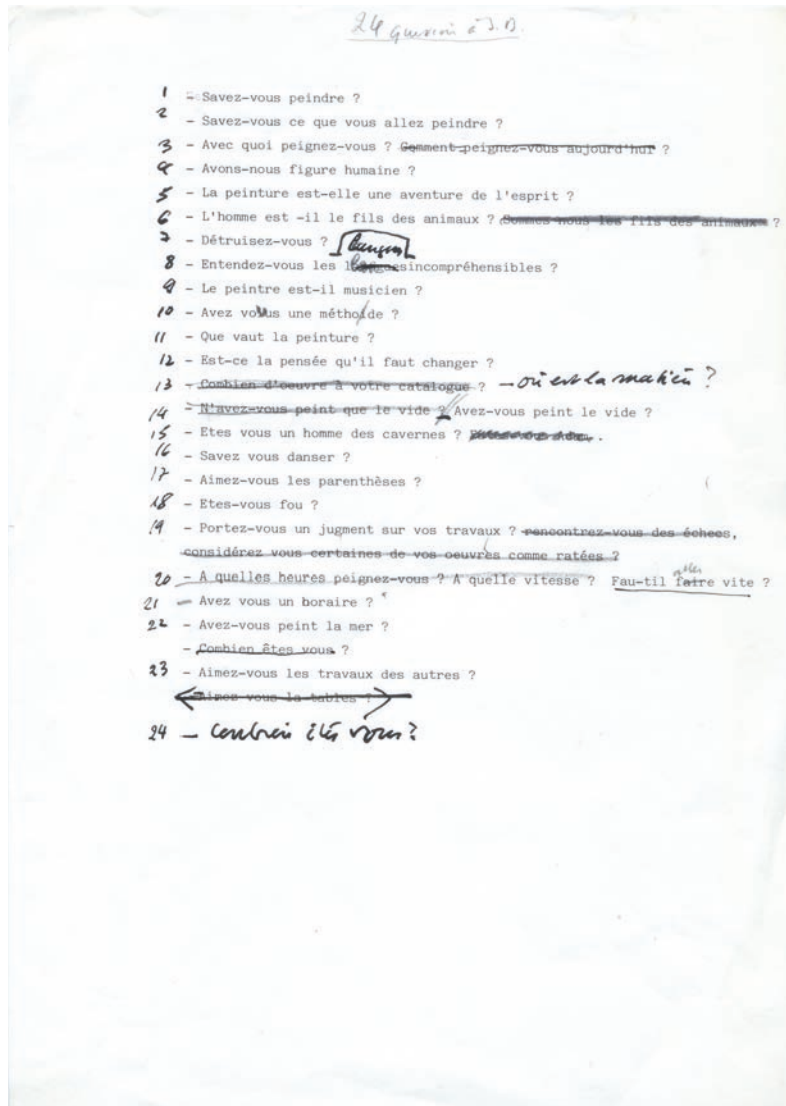 24 questions à J. D.
1 - Savez-vous peindre ?
2 - Savez-vous ce que vous allez peindre ?
3 - Avec quoi peignez-vous ? Comment peignez-vous aujourd'hui ?
4 - Avons-nous figure humaine ?
5 - La peinture est-elle une aventure de l'esprit ?
6 - L'homme est -il le fils des animaux ? Sommes nous les fils des animaux ?
7 - Détruisez-vous ? langues
8 - Entendez-vous les incompréhensibles ?
9 - Le peintre est-il musicien ?
10 - Avez vous une méthode ?
11 - Que vaut la peinture ?
12 - Est-ce la pensée qu'il faut changer ?
13 - Combien d'oeuvre à votre catalogue ? - où est la matière ?
14 - N'avez-vous peint que le vide ? Avez-vous peint le vide ?
15 - Etes vous un homme des cavernes ? .
16 - Savez vous danser ?
17 - Aimez-vous les parenthèses ?
18 - Etes-vous fou ?
19 - Portez-vous un jugment sur vos travaux ? rencontrez-vous des échecs,
considérez vous certaines de vos oeuvres comme ratées ?
20 - A quelles heures peignez-vous ? A quelle vitesse ? Fau-til faire aller vite ?
21 - Avez vous un boraire ?
22 - Avez-vous peint la mer ?
- Combien êtes vous ?
23 - Aimez-vous les travaux des autres ?
Aimez vous la tables ?
24 - Combien êtes vous ?